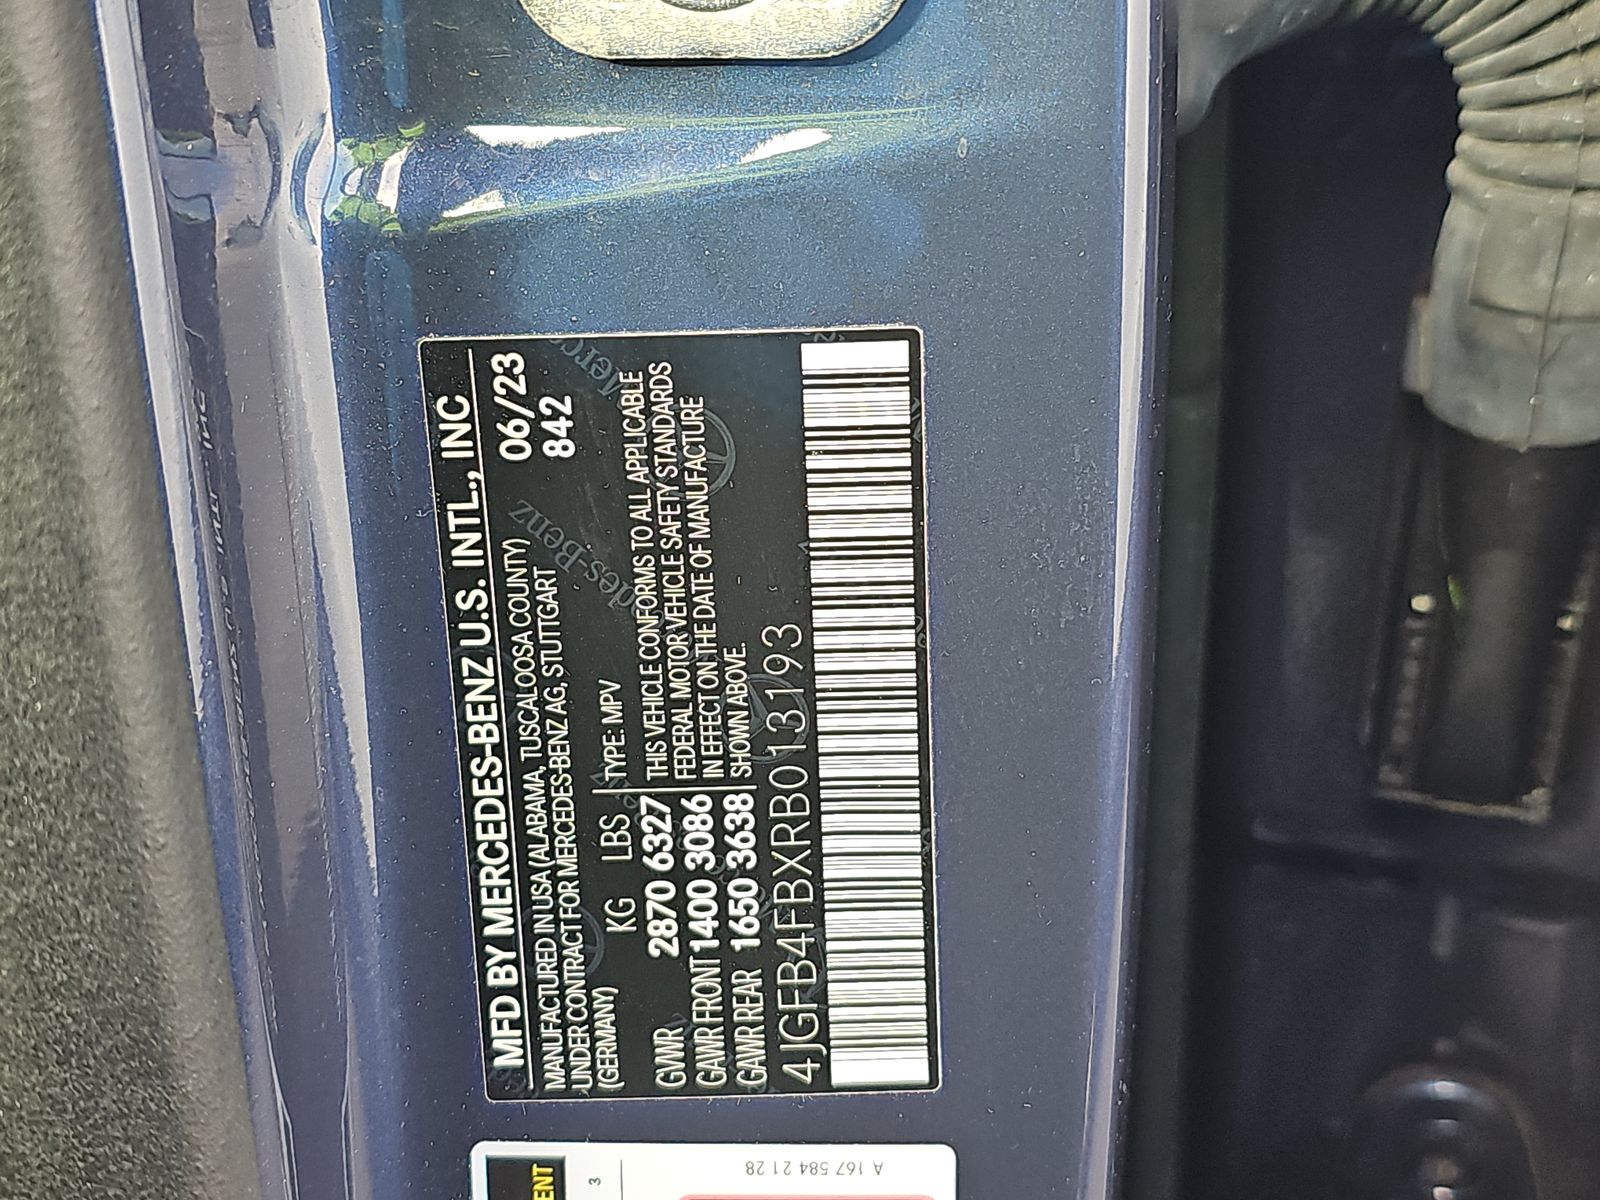 MFD BY MERCEDES-BENZ U.S. INTL., INC
MANUFACTURED IN USA (ALABAMA, TUSCALOOSA COUNTY) 06/23
UNDER CONTRACT FOR MERCEDES-BENZ AG, STUTTGART 842
(GERMANY) KG LBS TYPE: MPV
GVWR 2870 6327 THIS VEHICLE CONFORMS TO ALL APPLICABLE
GAWR FRONT 1400 3086 FEDERAL MOTOR VEHICLE SAFETY STANDARDS
GAWR REAR 1650 3638 IN EFFECT ON THE DATE OF MANUFACTURE
SHOWN ABOVE.
4JGFB4FBXRB013193
ENT
3
A 167 584 21 28